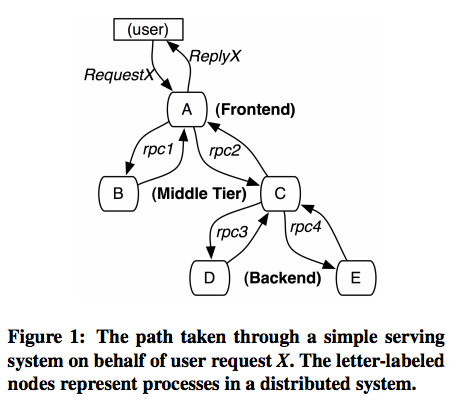 (user)
ReplyX
RequestX
A (Frontend)
rpc1 rpc2
B (Middle Tier) C
rpc3 rpc4
D (Backend) E
Figure 1: The path taken through a simple serving
system on behalf of user request X. The letter-labeled
nodes represent processes in a distributed system.